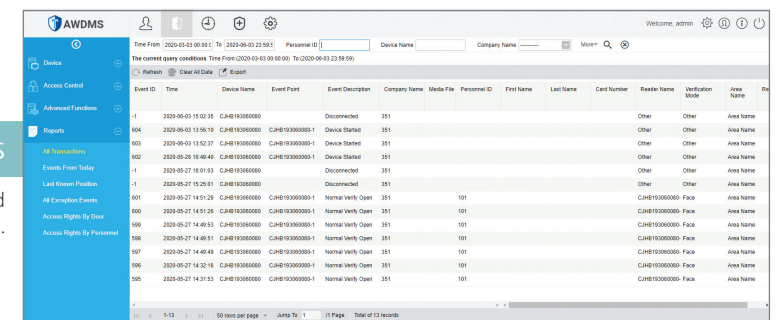 AWDMS
Welcome, admin
Time From 2020-03-03 00:00:0 To 2020-06-03 23:59:5 Personnel ID Device Name Company Name --------- More
The current query conditions Time From:(2020-03-03 00:00:00) To:(2020-06-03 23:59:59)
Refresh Clear All Data Export
Device
Access Control
Advanced Functions
Reports
All Transactions
Events From Today
Last Known Position
All Exception Events
Access Rights By Door
Access Rights By Personnel
S
d
.
Event ID Time Device Name Event Point Event Description Company Name Media File Personnel ID First Name Last Name Card Number Reader Name Verification Mode Area Name Re
-1 2020-06-03 15:02:35 CJHB193060080 Disconnected 351 Other Other Area Name
604 2020-06-03 13:56:10 CJHB193060080 CJHB193060080-1 Device Started 351 Other Other Area Name
603 2020-06-03 13:52:37 CJHB193060080 CJHB193060080-1 Device Started 351 Other Other Area Name
602 2020-05-28 16:49:40 CJHB193060080 CJHB193060080-1 Device Started 351 Other Other Area Name
-1 2020-05-27 18:01:03 CJHB193060080 Disconnected 351 Other Other Area Name
-1 2020-05-27 15:25:01 CJHB193060080 Disconnected 351 Other Other Area Name
601 2020-05-27 14:51:29 CJHB193060080 CJHB193060080-1 Normal Verify Open 351 101 CJHB193060080- Face Area Name
600 2020-05-27 14:51:26 CJHB193060080 CJHB193060080-1 Normal Verify Open 351 101 CJHB193060080- Face Area Name
599 2020-05-27 14:49:53 CJHB193060080 CJHB193060080-1 Normal Verify Open 351 101 CJHB193060080- Face Area Name
598 2020-05-27 14:49:51 CJHB193060080 CJHB193060080-1 Normal Verify Open 351 101 CJHB193060080- Face Area Name
597 2020-05-27 14:49:49 CJHB193060080 CJHB193060080-1 Normal Verify Open 351 101 CJHB193060080- Face Area Name
596 2020-05-27 14:32:16 CJHB193060080 CJHB193060080-1 Normal Verify Open 351 101 CJHB193060080- Face Area Name
595 2020-05-27 14:31:53 CJHB193060080 CJHB193060080-1 Normal Verify Open 351 101 CJHB193060080- Face Area Name
1-13 50 rows per page Jump To 1 /1 Page Total of 13 records